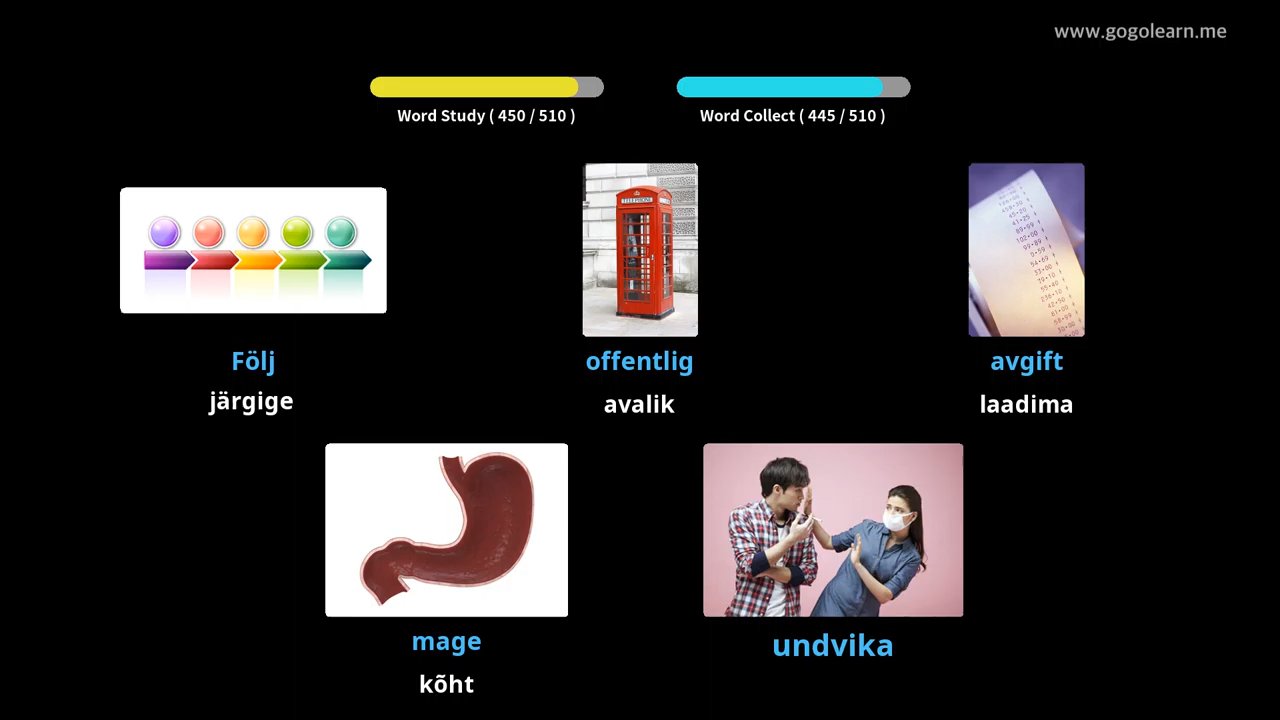 www.gogolearn.me
Word Study ( 450 / 510 )
Word Collect ( 445 / 510 )
TELEPHONE
Följ
offentlig
avgift
järgige
avalik
laadima
mage
undvika
kõht